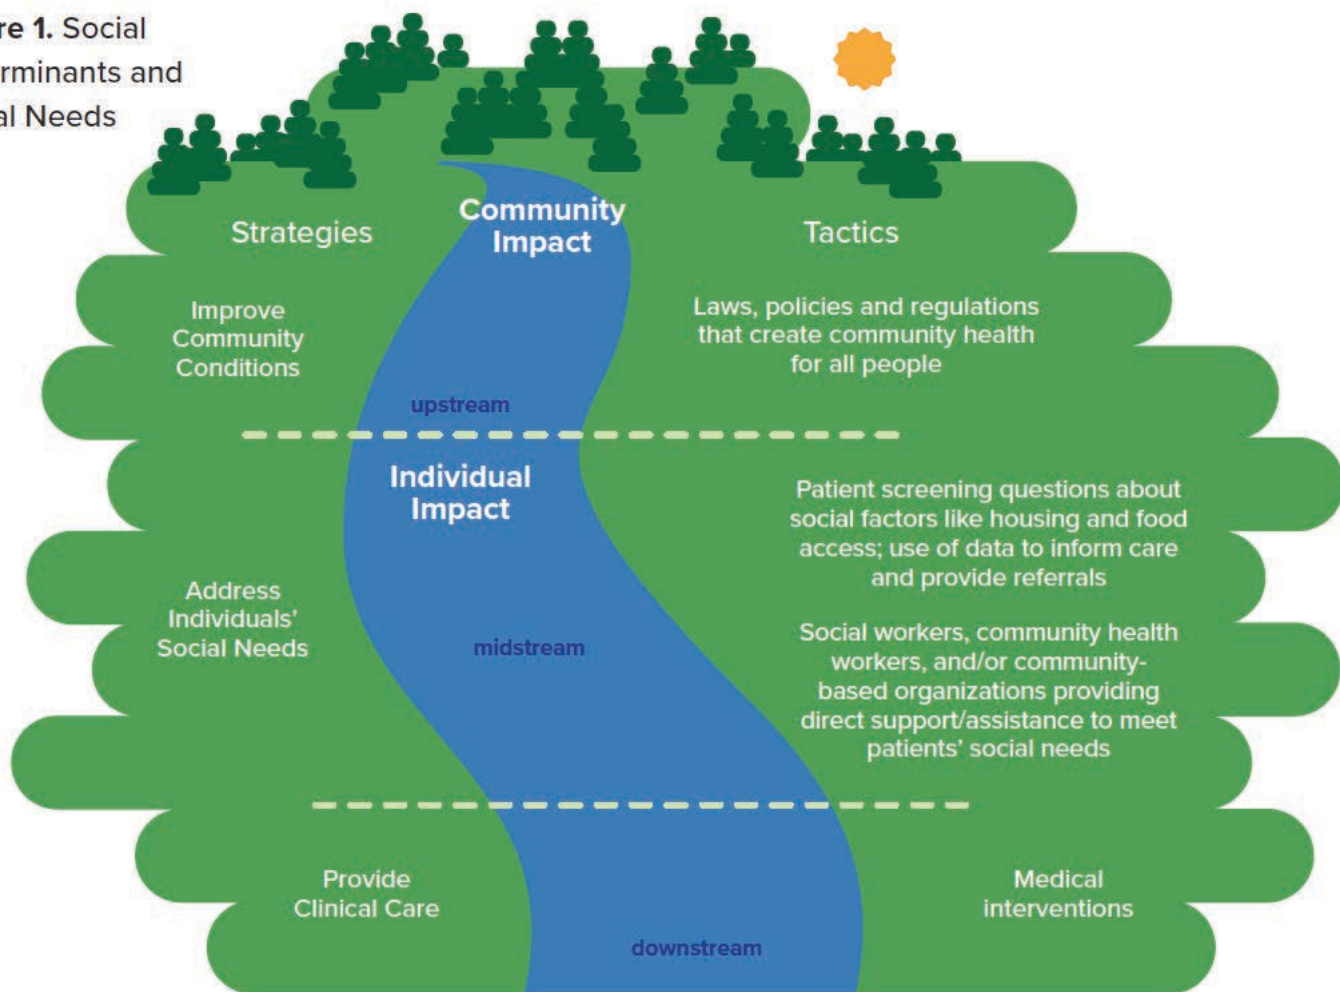 re 1. Social
rminants and
al Needs
Community
Impact
Strategies
Tactics
Improve
Community
Conditions
Laws, policies and regulations
that create community health
for all people
upstream
Individual
Impact
Patient screening questions about
social factors like housing and food
access; use of data to inform care
and provide referrals
Address
Individuals’
Social Needs
midstream
Social workers, community health
workers, and/or community-
based organizations providing
direct support/assistance to meet
patients’ social needs
Provide
Clinical Care
Medical
interventions
downstream